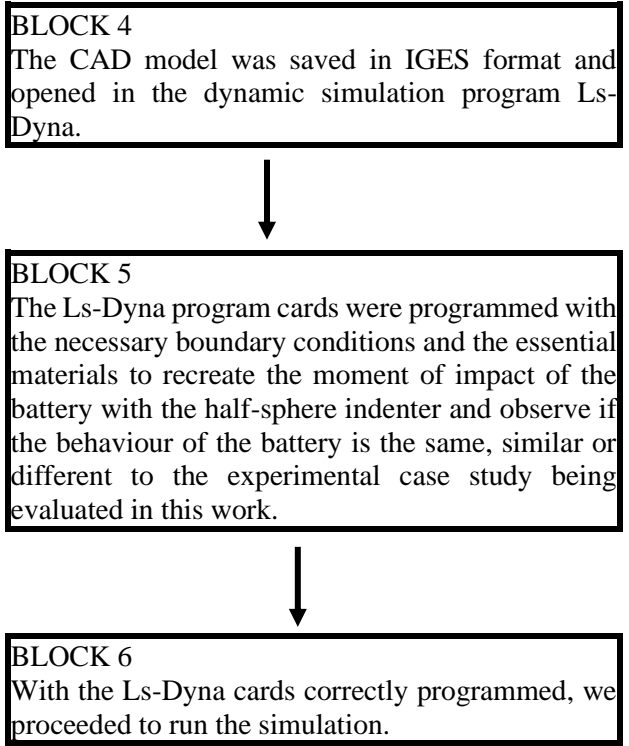 BLOCK 4
The CAD model was saved in IGES format and
opened in the dynamic simulation program Ls-
Dyna.
BLOCK 5
The Ls-Dyna program cards were programmed with
the necessary boundary conditions and the essential
materials to recreate the moment of impact of the
battery with the half-sphere indenter and observe if
the behaviour of the battery is the same, similar or
different to the experimental case study being
evaluated in this work.
BLOCK 6
With the Ls-Dyna cards correctly programmed, we
proceeded to run the simulation.